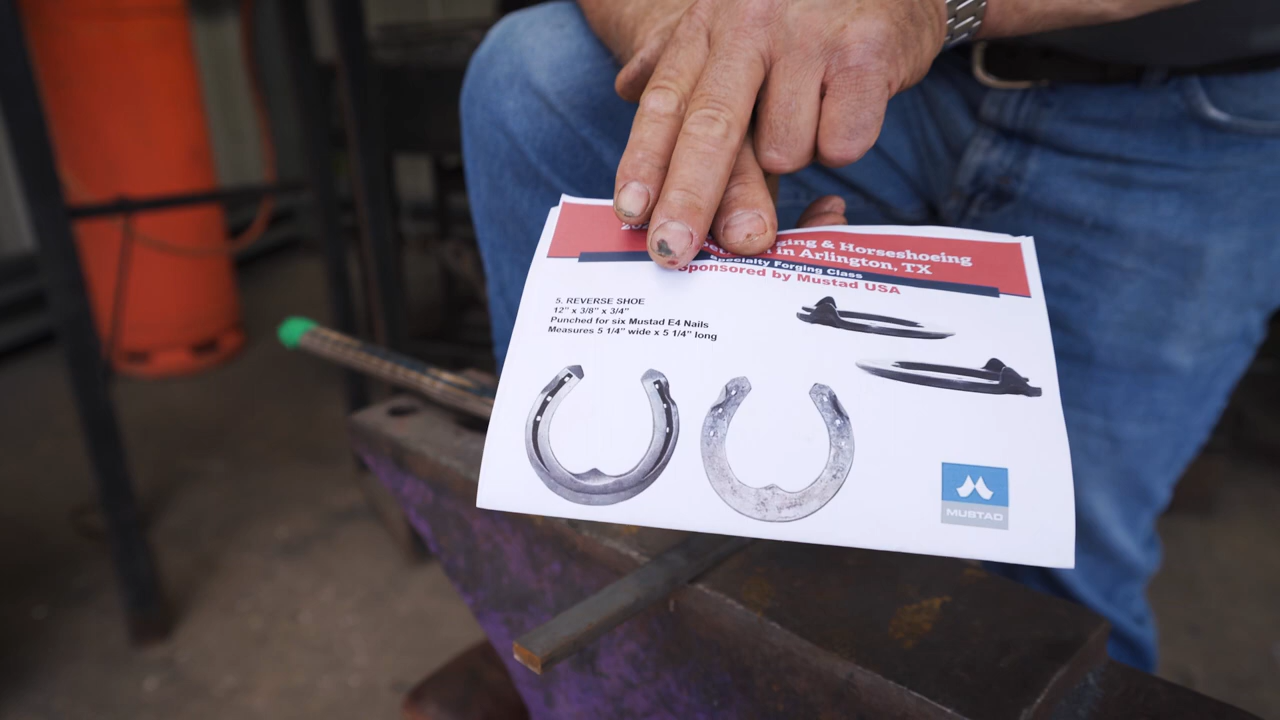 ging & Horseshoeing
in Arlington, TX
Specialty Forging Class
Sponsored by Mustad USA
5. REVERSE SHOE
12" x 3/8" x 3/4"
Punched for six Mustad E4 Nails
Measures 5 1/4" wide x 5 1/4" long
MUSTAD